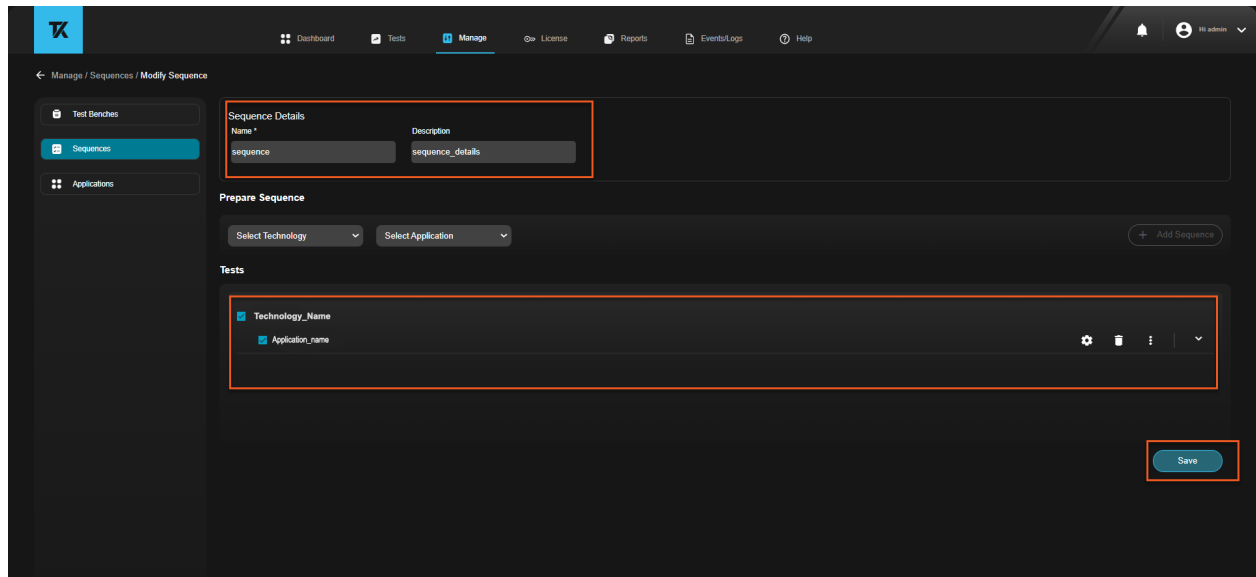 TK
Dashboard Tests Manage License Reports Events/Logs Help Hi admin
Manage / Sequences / Modify Sequence
Test Benches
Sequences
Applications
Sequence Details
Name * Description
sequence sequence_details
Prepare Sequence
Select Technology Select Application + Add Sequence
Tests
Technology_Name
Application_name
Save